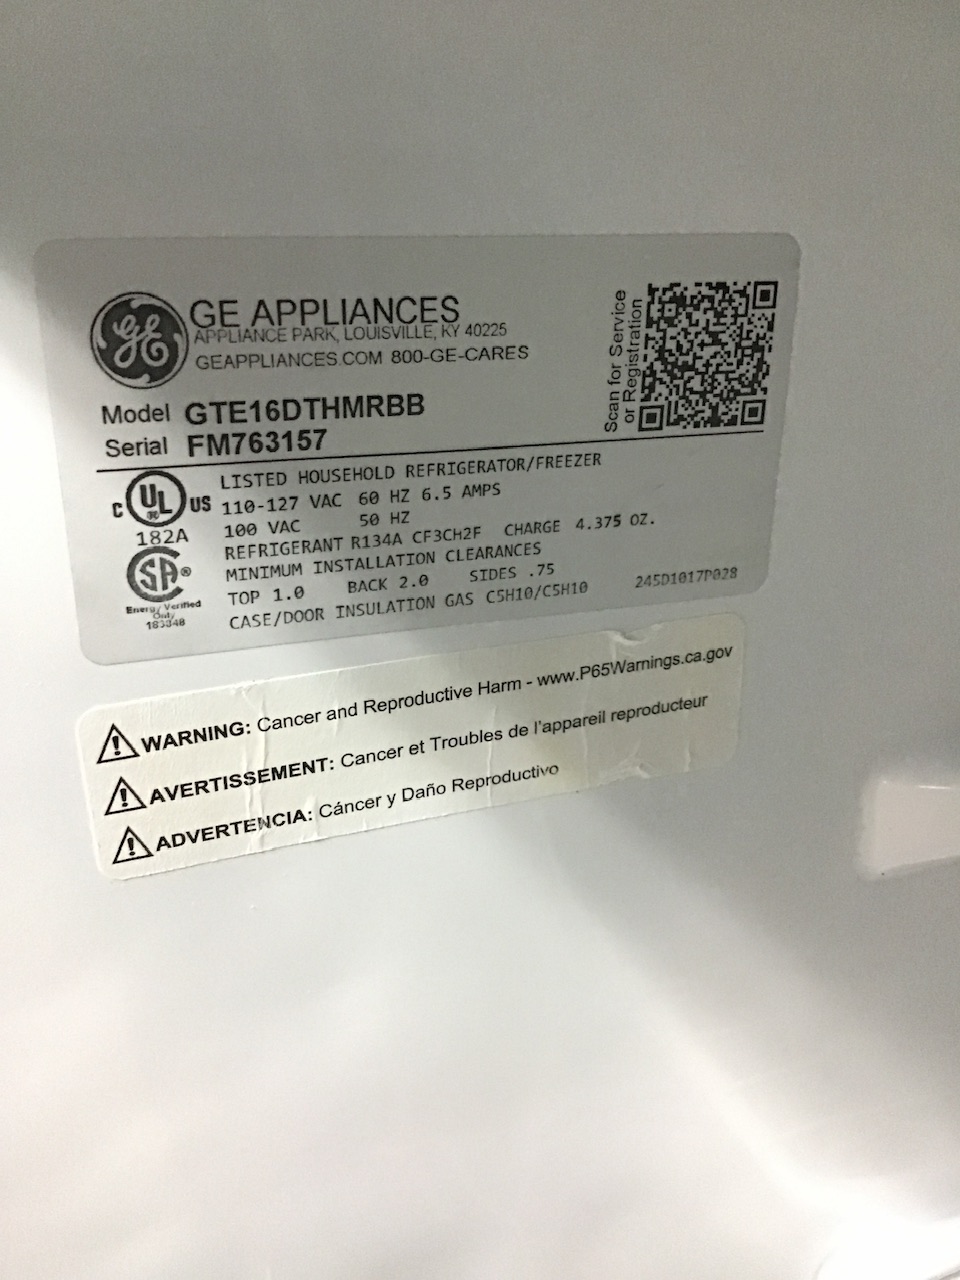 GE APPLIANCES
APPLIANCE PARK, LOUISVILLE, KY 40225
GEAPPLIANCES.COM 800-GE-CARES
Scan for Service
or Registration
Model GTE16DTHMRBB
Serial FM763157
C UL US
182A
LISTED HOUSEHOLD REFRIGERATOR/FREEZER
110-127 VAC 60 HZ 6.5 AMPS
100 VAC 50 HZ
REFRIGERANT R134A CF3CH2F CHARGE 4.375 OZ.
MINIMUM INSTALLATION CLEARANCES
TOP 1.0 BACK 2.0 SIDES .75
CASE/DOOR INSULATION GAS C5H10/C5H10
245D1017P028
SA®
Energy Verified
Only
WARNING: Cancer and Reproductive Harm - www.P65Warnings.ca.gov
AVERTISSEMENT: Cancer et Troubles de l'appareil reproducteur
ADVERTENCIA: Cáncer y Daño Reproductivo